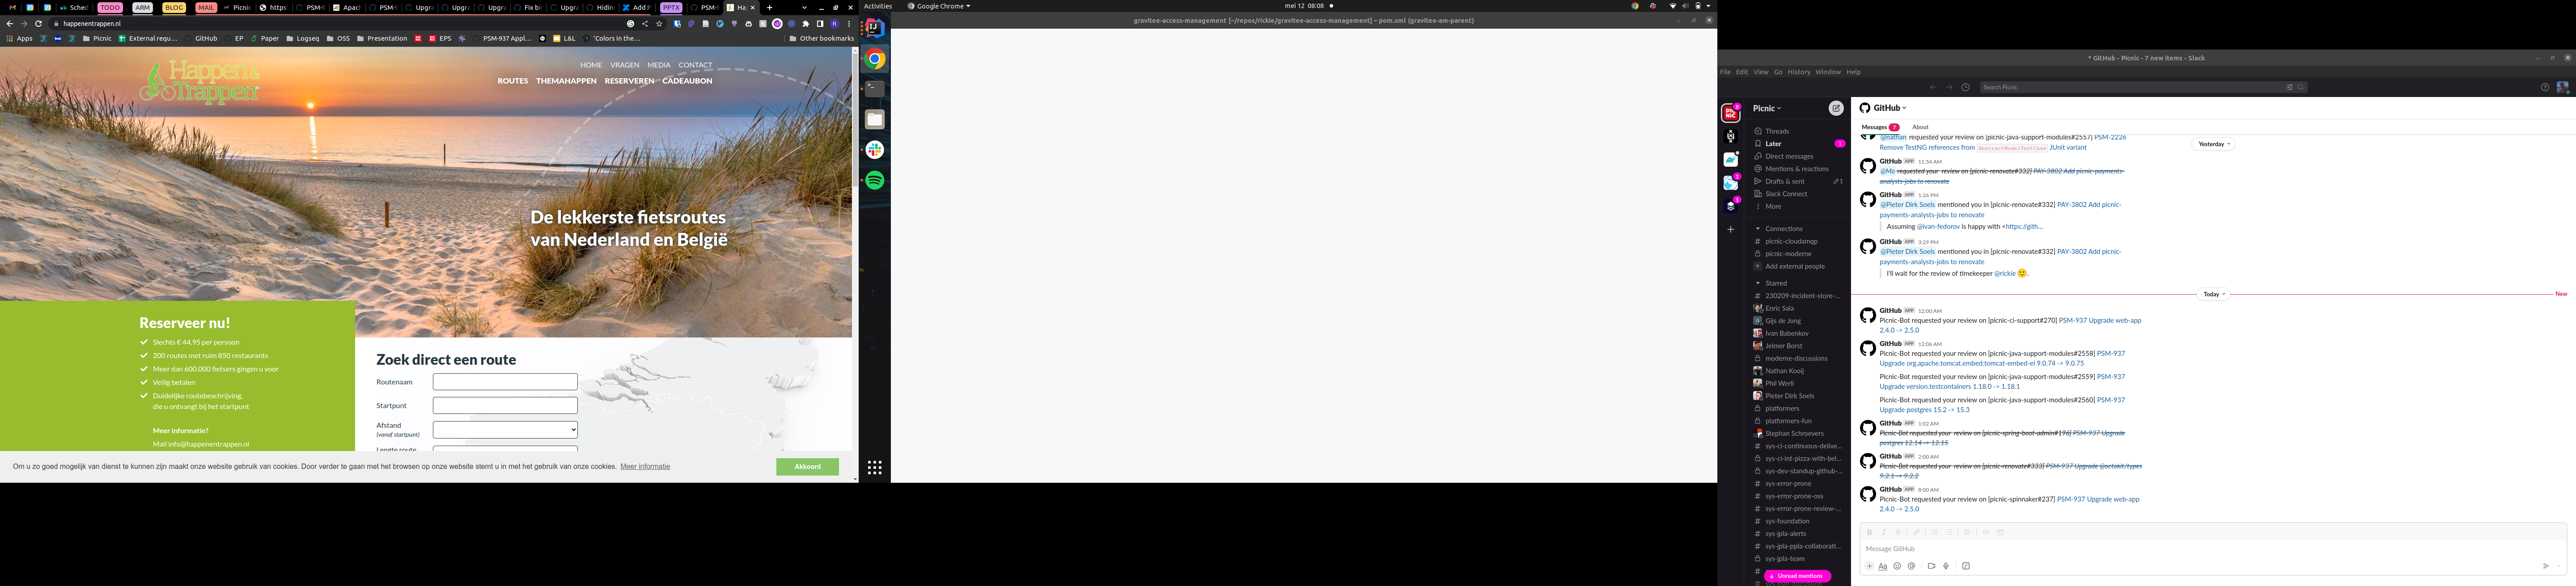 Sched
TODO
ARM
BLOG
MAIL
Picnic
https:
PSM-
Apach
PSM-
Upgra
Upgra
Upgra
Fix bi
Upgra
Hidin
Add F
PPTX
PSM-
Ha
happenentrappen.nl
Apps
Picnic
External requ…
GitHub
EP
Paper
Logseq
OSS
Presentation
EPS
PSM-937 Appl…
L&L
'Colors in the…
Other bookmarks
Happen &
Trappen
HOME VRAGEN MEDIA CONTACT
ROUTES THEMAHAPPEN RESERVEREN CADEAUBON
De lekkerste fietsroutes
van Nederland en België
Reserveer nu!
Slechts € 44,95 per persoon
200 routes met ruim 850 restaurants
Meer dan 600.000 fietsers gingen u voor
Veilig betalen
Duidelijke routebeschrijving,
die u ontvangt bij het startpunt
Meer informatie?
Mail info@happenentrappen.nl
Zoek direct een route
Routenaam
Startpunt
Afstand
(vanaf startpunt)
Lengte route
Om u zo goed mogelijk van dienst te kunnen zijn maakt onze website gebruik van cookies. Door verder te gaan met het browsen op onze website stemt u in met het gebruik van onze cookies. Meer informatie
Akkoord
Activities
Google Chrome
mei 12 08:08
gravitee-access-management [~/repos/rickie/gravitee-access-management] – pom.xml (gravitee-am-parent)
* GitHub - Picnic - 7 new items - Slack
File Edit View Go History Window Help
Search Picnic
Picnic
Threads
Later
1
Direct messages
Mentions & reactions
Drafts & sent
1
Slack Connect
More
Connections
picnic-cloudamqp
picnic-moderne
Add external people
Starred
230209-incident-store-…
Enric Sala
Gijs de Jong
Ivan Babenkov
Jelmer Borst
moderne-discussions
Nathan Kooij
Phil Werli
Pieter Dirk Soels
platformers
platformers-fun
Stephan Schroevers
sys-ci-continuous-delive…
sys-ci-int-pizza-with-bel…
sys-dev-standup-github-…
sys-error-prone
sys-error-prone-oss
sys-error-prone-review-…
sys-foundation
sys-jpla-alerts
sys-jpla-ppla-collaborati…
sys-jpla-team
Unread mentions
GitHub
Messages 7
About
@nathan requested your review on [picnic-java-support-modules#2557] PSM-2226
Remove TestNG references from AbstractModelTestCase JUnit variant
Yesterday
GitHub APP 11:54 AM
@Mo requested your review on [picnic-renovate#332] PAY-3802 Add picnic-payments-
analysts-jobs to renovate
GitHub APP 1:26 PM
@Pieter Dirk Soels mentioned you in [picnic-renovate#332] PAY-3802 Add picnic-
payments-analysts-jobs to renovate
Assuming @ivan-fedorov is happy with <https://gith…
GitHub APP 3:29 PM
@Pieter Dirk Soels mentioned you in [picnic-renovate#332] PAY-3802 Add picnic-
payments-analysts-jobs to renovate
I'll wait for the review of timekeeper @rickie
Today
New
GitHub APP 12:00 AM
Picnic-Bot requested your review on [picnic-ci-support#270] PSM-937 Upgrade web-app
2.4.0 -> 2.5.0
GitHub APP 12:06 AM
Picnic-Bot requested your review on [picnic-java-support-modules#2558] PSM-937
Upgrade org.apache.tomcat.embed:tomcat-embed-el 9.0.74 -> 9.0.75
Picnic-Bot requested your review on [picnic-java-support-modules#2559] PSM-937
Upgrade version.testcontainers 1.18.0 -> 1.18.1
Picnic-Bot requested your review on [picnic-java-support-modules#2560] PSM-937
Upgrade postgres 15.2 -> 15.3
GitHub APP 1:02 AM
Picnic-Bot requested your review on [picnic-spring-boot-admin#196] PSM-937 Upgrade
postgres 12.14 -> 12.15
GitHub APP 2:00 AM
Picnic-Bot requested your review on [picnic-renovate#333] PSM-937 Upgrade @octokit/types
9.2.1 -> 9.2.2
GitHub APP 8:00 AM
Picnic-Bot requested your review on [picnic-spinnaker#237] PSM-937 Upgrade web-app
2.4.0 -> 2.5.0
Message GitHub
Aa